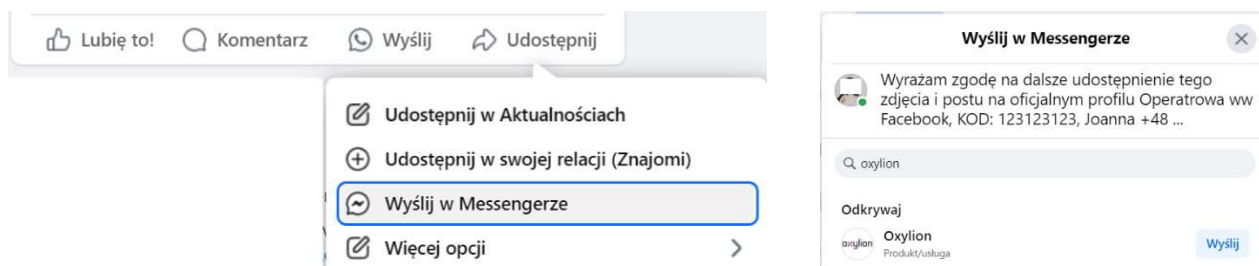 Lubię to!
Komentarz
Wyślij
Udostępnij
Udostępnij w Aktualnościach
Udostępnij w swojej relacji (Znajomi)
Wyślij w Messengerze
Więcej opcji
Wyślij w Messengerze
Wyrażam zgodę na dalsze udostępnienie tego
zdjęcia i postu na oficjalnym profilu Operatrowa ww
Facebook, KOD: 123123123, Joanna +48 ...
oxylion
Odkrywaj
oxylion
Oxylion
Produkt/usługa
Wyślij